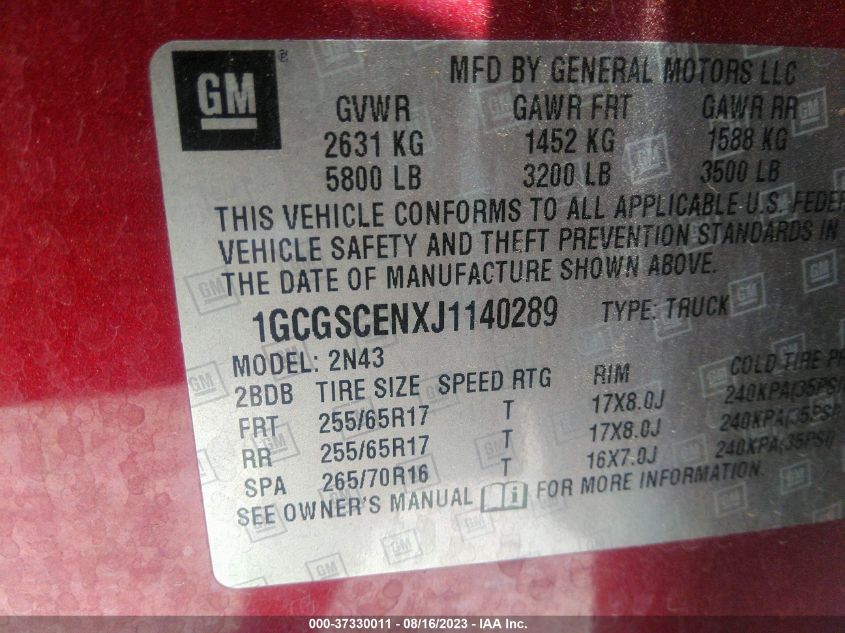 GM
MFD BY GENERAL MOTORS LLC
GVWR GAWR FRT GAWR RR
2631 KG 1452 KG 1588 KG
5800 LB 3200 LB 3500 LB
THIS VEHICLE CONFORMS TO ALL APPLICABLE U.S.
VEHICLE SAFETY AND THEFT PREVENTION STANDARDS IN
THE DATE OF MANUFACTURE SHOWN ABOVE.
1GCGSCENXJ1140289 TYPE: TRUCK
MODEL: 2N43
2BDB TIRE SIZE SPEED RTG RIM COLD TIRE
FRT 255/65R17 T 17X8.0J 240KPA(35PSI)
RR 255/65R17 T 17X8.0J 240KPA(35PSI)
SPA 265/70R16 T 16X7.0J 240KPA(35PSI)
SEE OWNER'S MANUAL FOR MORE INFORMATION.
000-37330011 - 08/16/2023 - IAA Inc.